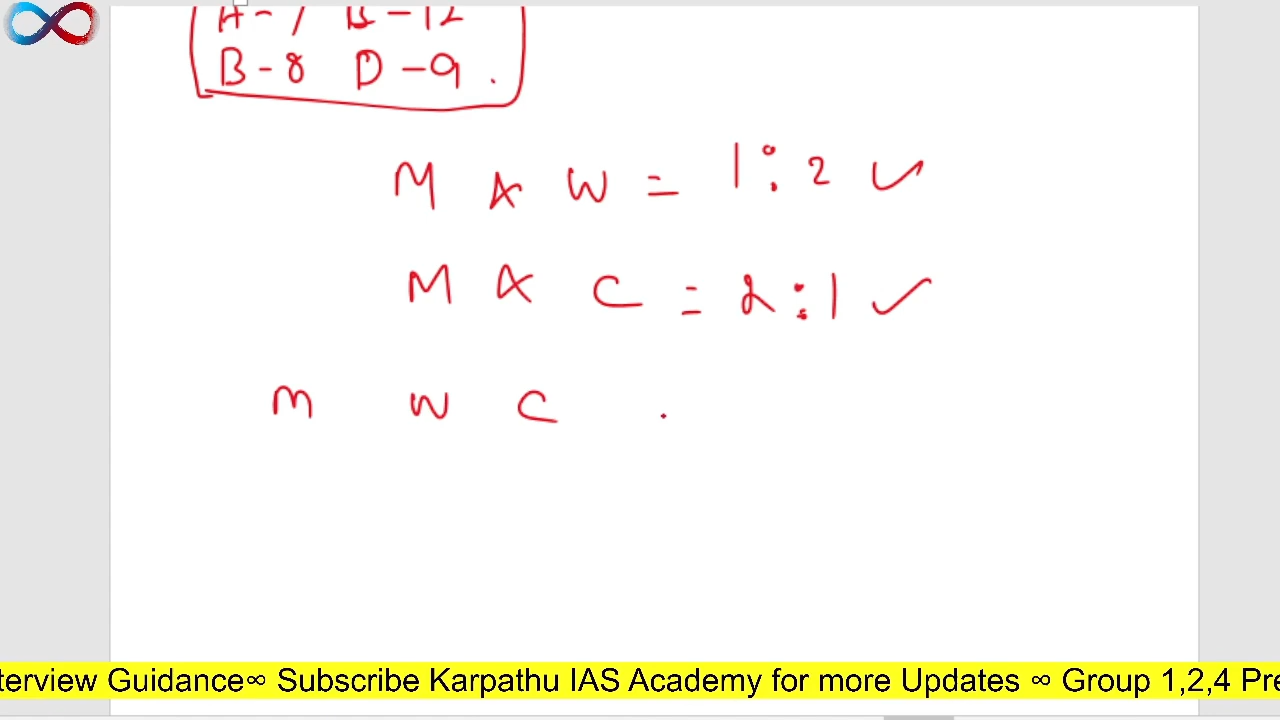 B - 8 D - 9 .
M & W = 1 : 2 ✓
M & C = 2 : 1 ✓
M W C .
terview Guidance∞ Subscribe Karpathu IAS Academy for more Updates ∞ Group 1,2,4 Pre